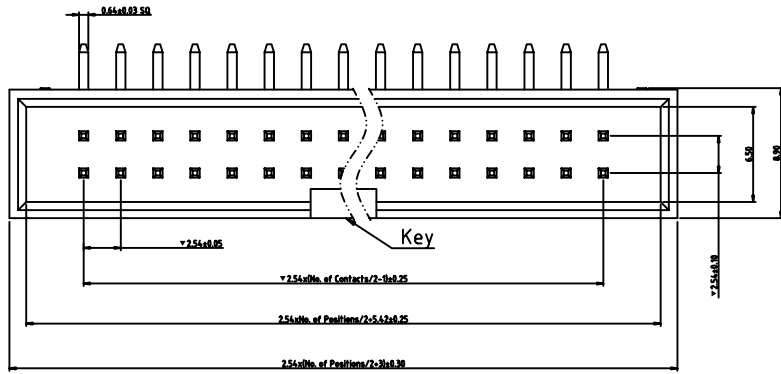 0.64±0.03 SQ
6.50
8.90
Key
▼2.54±0.05
▼2.54±0.10
▼2.54x(No. of Contacts/2-1)±0.25
2.54xNo. of Positions/2+5.42±0.25
2.54x(No. of Positions/2+3)±0.30